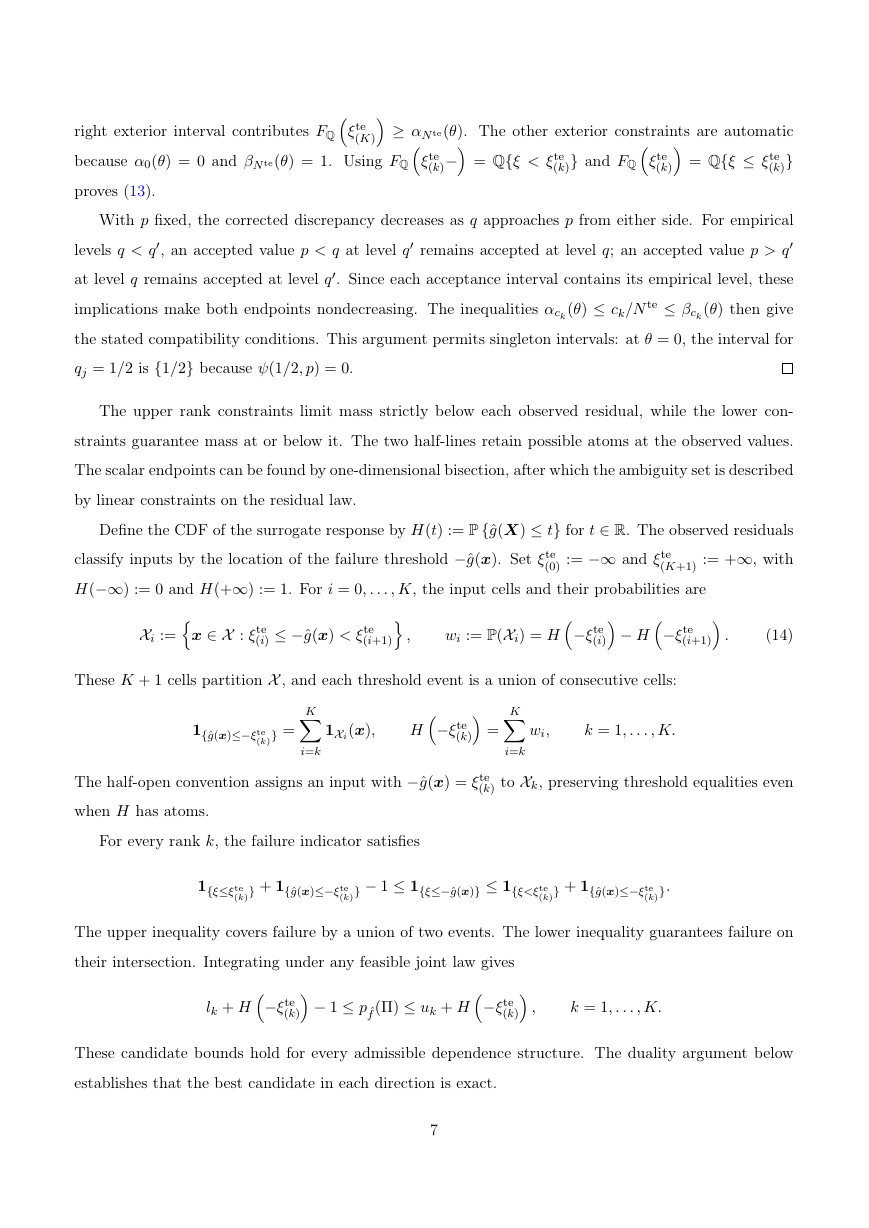 right exterior interval contributes F_ℚ(ξ^te_(K)) ≥ α_{N^te}(θ). The other exterior constraints are automatic
because α_0(θ) = 0 and β_{N^te}(θ) = 1. Using F_ℚ(ξ^te_(k)−) = ℚ{ξ < ξ^te_(k)} and F_ℚ(ξ^te_(k)) = ℚ{ξ ≤ ξ^te_(k)}
proves (13).
With p fixed, the corrected discrepancy decreases as q approaches p from either side. For empirical
levels q < q′, an accepted value p < q at level q′ remains accepted at level q; an accepted value p > q′
at level q remains accepted at level q′. Since each acceptance interval contains its empirical level, these
implications make both endpoints nondecreasing. The inequalities α_{c_k}(θ) ≤ c_k/N^te ≤ β_{c_k}(θ) then give
the stated compatibility conditions. This argument permits singleton intervals: at θ = 0, the interval for
q_j = 1/2 is {1/2} because ψ(1/2, p) = 0. □
The upper rank constraints limit mass strictly below each observed residual, while the lower con-
straints guarantee mass at or below it. The two half-lines retain possible atoms at the observed values.
The scalar endpoints can be found by one-dimensional bisection, after which the ambiguity set is described
by linear constraints on the residual law.
Define the CDF of the surrogate response by H(t) := ℙ{ĝ(X) ≤ t} for t ∈ ℝ. The observed residuals
classify inputs by the location of the failure threshold −ĝ(x). Set ξ^te_(0) := −∞ and ξ^te_(K+1) := +∞, with
H(−∞) := 0 and H(+∞) := 1. For i = 0, . . . , K, the input cells and their probabilities are
𝒳_i := {x ∈ 𝒳 : ξ^te_(i) ≤ −ĝ(x) < ξ^te_(i+1)}, w_i := ℙ(𝒳_i) = H(−ξ^te_(i)) − H(−ξ^te_(i+1)). (14)
These K + 1 cells partition 𝒳, and each threshold event is a union of consecutive cells:
1_{ĝ(x)≤−ξ^te_(k)} = ∑_{i=k}^{K} 1_{𝒳_i}(x), H(−ξ^te_(k)) = ∑_{i=k}^{K} w_i, k = 1, . . . , K.
The half-open convention assigns an input with −ĝ(x) = ξ^te_(k) to 𝒳_k, preserving threshold equalities even
when H has atoms.
For every rank k, the failure indicator satisfies
1_{ξ≤ξ^te_(k)} + 1_{ĝ(x)≤−ξ^te_(k)} − 1 ≤ 1_{ξ≤−ĝ(x)} ≤ 1_{ξ<ξ^te_(k)} + 1_{ĝ(x)≤−ξ^te_(k)}.
The upper inequality covers failure by a union of two events. The lower inequality guarantees failure on
their intersection. Integrating under any feasible joint law gives
l_k + H(−ξ^te_(k)) − 1 ≤ p_f̂(Π) ≤ u_k + H(−ξ^te_(k)), k = 1, . . . , K.
These candidate bounds hold for every admissible dependence structure. The duality argument below
establishes that the best candidate in each direction is exact.
7